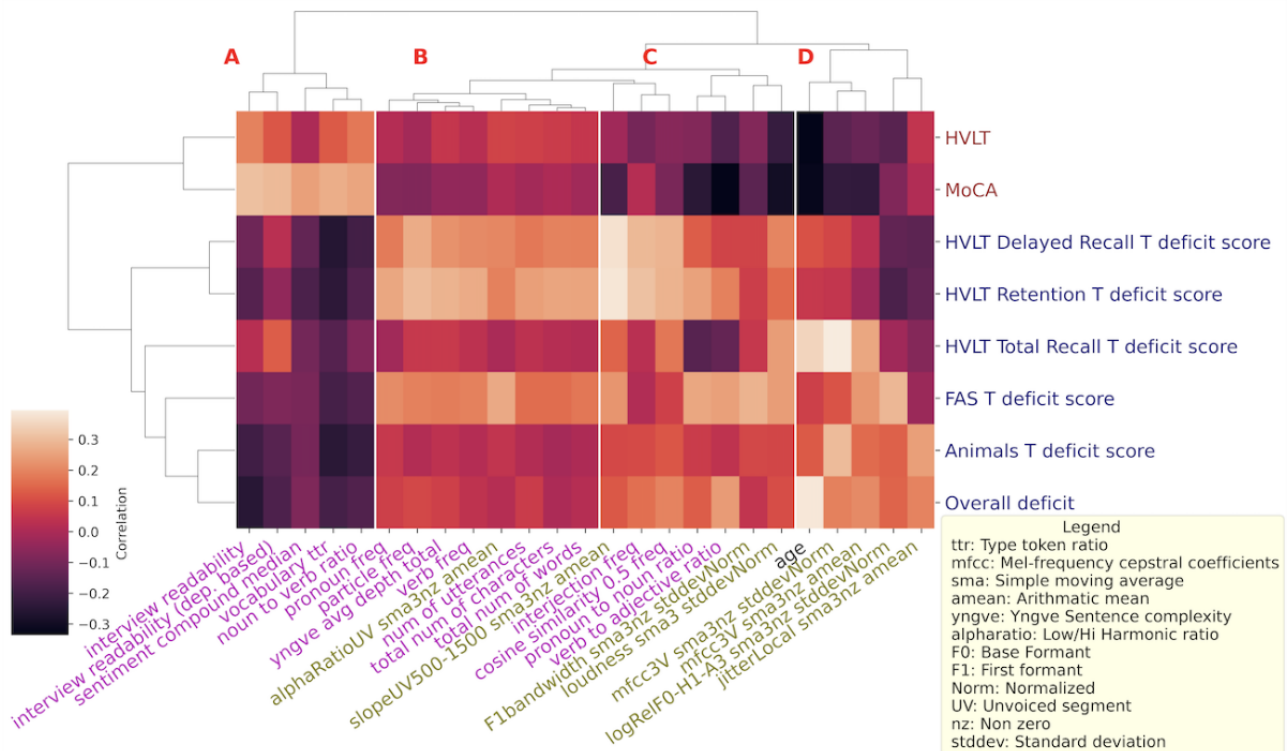 A B C D
HVLT
MoCA
HVLT Delayed Recall T deficit score
HVLT Retention T deficit score
HVLT Total Recall T deficit score
FAS T deficit score
Animals T deficit score
Overall deficit
0.3
0.2
0.1
0.0
−0.1
−0.2
−0.3
Correlation
interview readability
interview readability (dep. based)
sentiment compound median
vocabulary ttr
noun to verb ratio
pronoun freq
particle freq
yngve avg depth total
verb freq
alphaRatioUV sma3nz amean
num of utterances
total num of characters
total num of words
slopeUV500-1500 sma3nz amean
interjection freq
cosine similarity 0.5 freq
pronoun to noun ratio
verb to adjective ratio
F1bandwidth sma3nz stddevNorm
loudness sma3 stddevNorm
age
mfcc3V sma3nz stddevNorm
mfcc3V sma3nz amean
logRelF0-H1-A3 sma3nz stddevNorm
jitterLocal sma3nz amean
Legend
ttr: Type token ratio
mfcc: Mel-frequency cepstral coefficients
sma: Simple moving average
amean: Arithmetic mean
yngve: Yngve Sentence complexity
alpharatio: Low/Hi Harmonic ratio
F0: Base Formant
F1: First formant
Norm: Normalized
UV: Unvoiced segment
nz: Non zero
stddev: Standard deviation